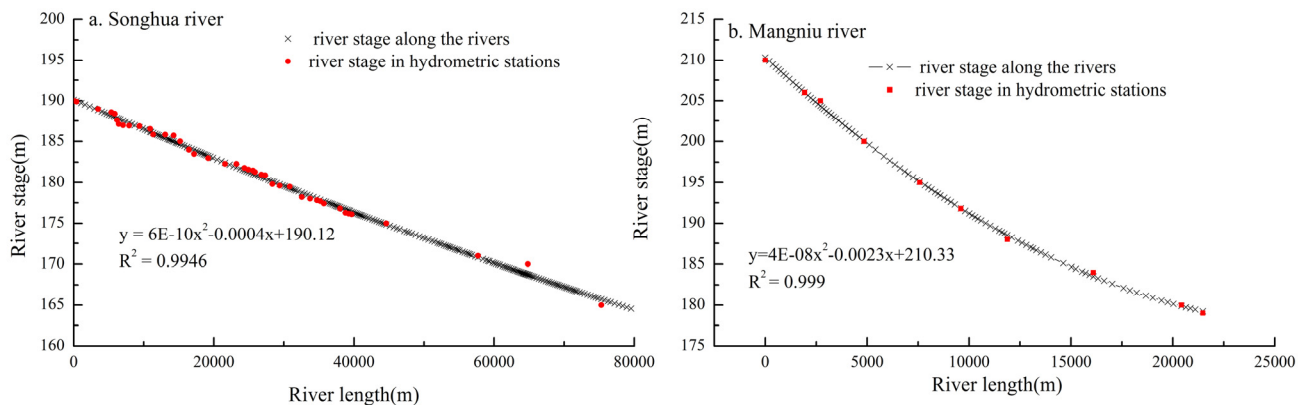 a. Songhua river
river stage along the rivers
river stage in hydrometric stations
195
190
185
180
175
170
165
160
River stage(m)
y = 6E-10x²-0.0004x+190.12
R² = 0.9946
0
20000
40000
60000
80000
River length(m)
b. Mangniu river
river stage along the rivers
river stage in hydrometric stations
215
210
205
200
195
190
185
180
175
River stage(m)
y=4E-08x²-0.0023x+210.33
R² = 0.999
0
5000
10000
15000
20000
25000
River length(m)